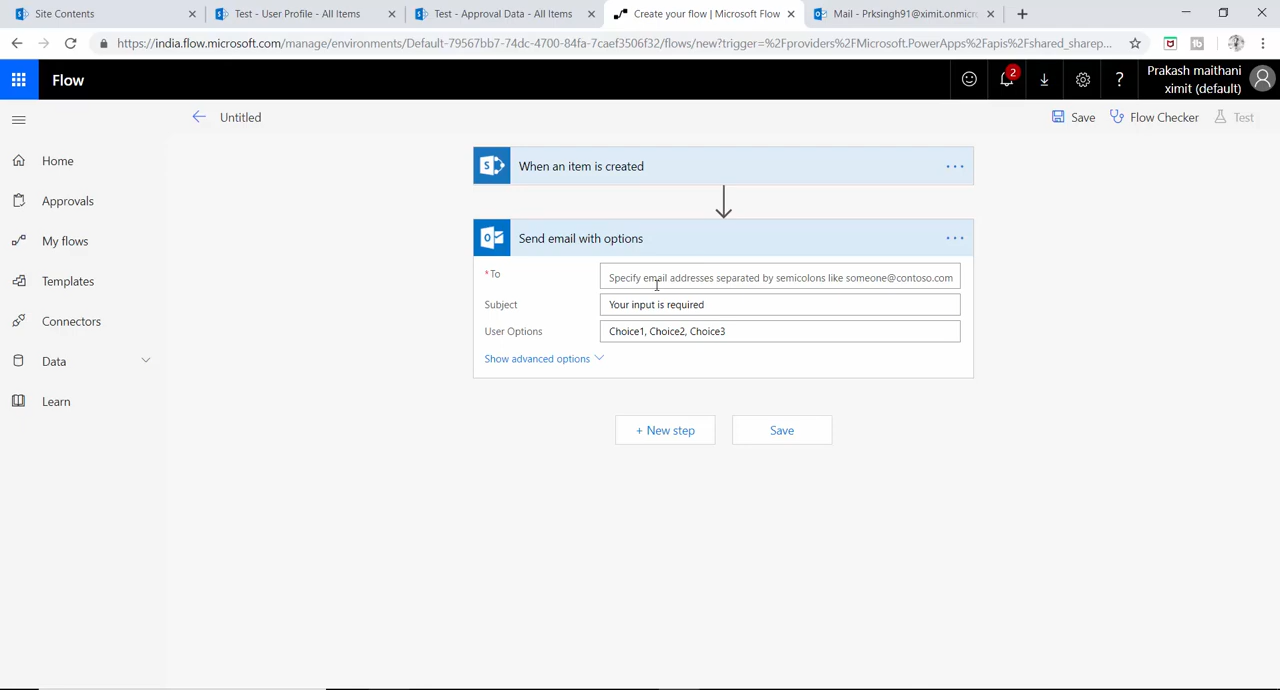 Site Contents
Test - User Profile - All Items
Test - Approval Data - All Items
Create your flow | Microsoft Flow
Mail - Prksingh91@ximit.onmicr
https://india.flow.microsoft.com/manage/environments/Default-79567bb7-74dc-4700-84fa-7caef3506f32/flows/new?trigger=%2Fproviders%2FMicrosoft.PowerApps%2Fapis%2Fshared_sharep...
Flow
2
Prakash maithani
ximit (default)
Untitled
Save
Flow Checker
Test
Home
Approvals
My flows
Templates
Connectors
Data
Learn
When an item is created
Send email with options
*To
Specify email addresses separated by semicolons like someone@contoso.com
Subject
Your input is required
User Options
Choice1, Choice2, Choice3
Show advanced options
+ New step
Save